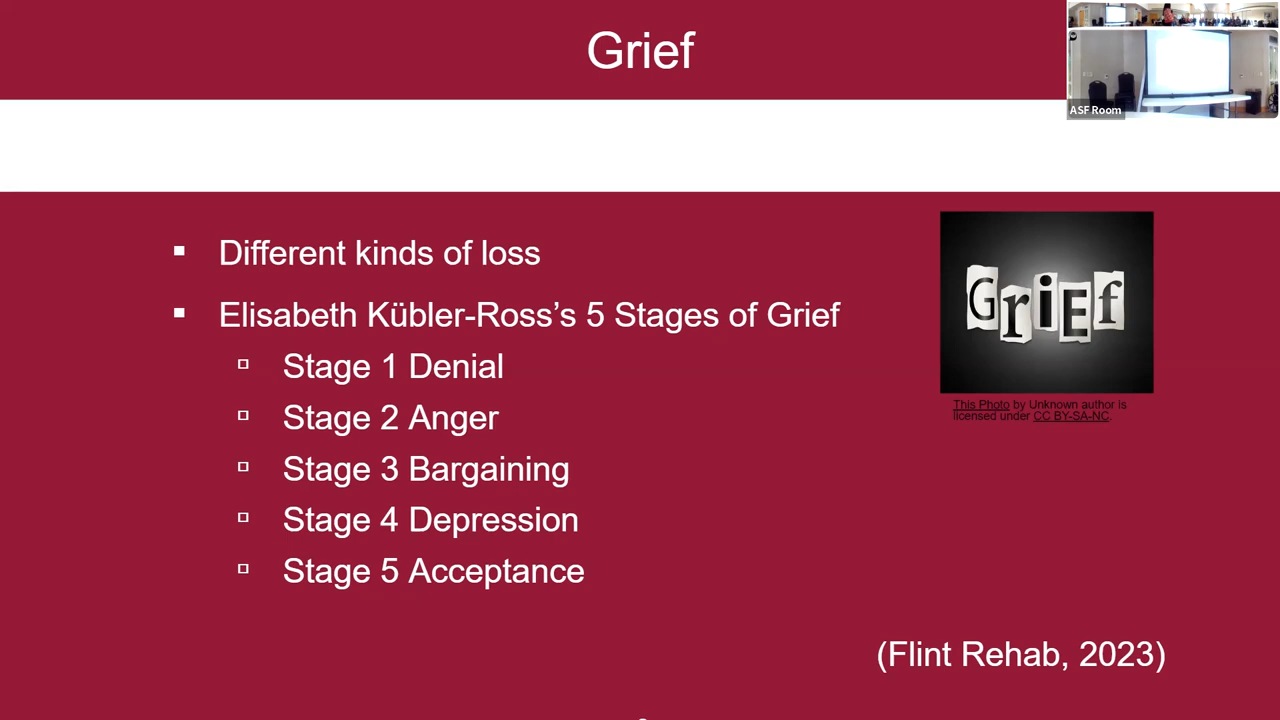 Grief
ASF Room
▪ Different kinds of loss
▪ Elisabeth Kübler-Ross’s 5 Stages of Grief
▫ Stage 1 Denial
▫ Stage 2 Anger
▫ Stage 3 Bargaining
▫ Stage 4 Depression
▫ Stage 5 Acceptance
GriEf
This Photo by Unknown author is
licensed under CC BY-SA-NC.
(Flint Rehab, 2023)